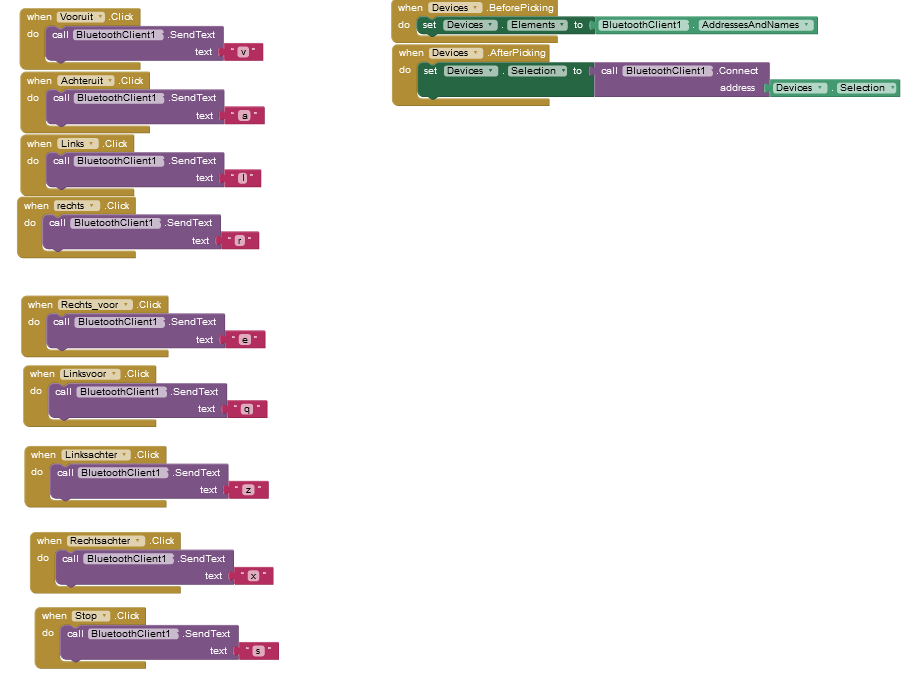 when Vooruit .Click
do call BluetoothClient1 .SendText
text " v "
when Achteruit .Click
do call BluetoothClient1 .SendText
text " a "
when Links .Click
do call BluetoothClient1 .SendText
text " l "
when rechts .Click
do call BluetoothClient1 .SendText
text " r "
when Rechts_voor .Click
do call BluetoothClient1 .SendText
text " e "
when Linksvoor .Click
do call BluetoothClient1 .SendText
text " q "
when Linksachter .Click
do call BluetoothClient1 .SendText
text " z "
when Rechtsachter .Click
do call BluetoothClient1 .SendText
text " x "
when Stop .Click
do call BluetoothClient1 .SendText
text " s "
when Devices .BeforePicking
do set Devices . Elements to BluetoothClient1 . AddressesAndNames
when Devices .AfterPicking
do set Devices . Selection to call BluetoothClient1 .Connect
address Devices . Selection